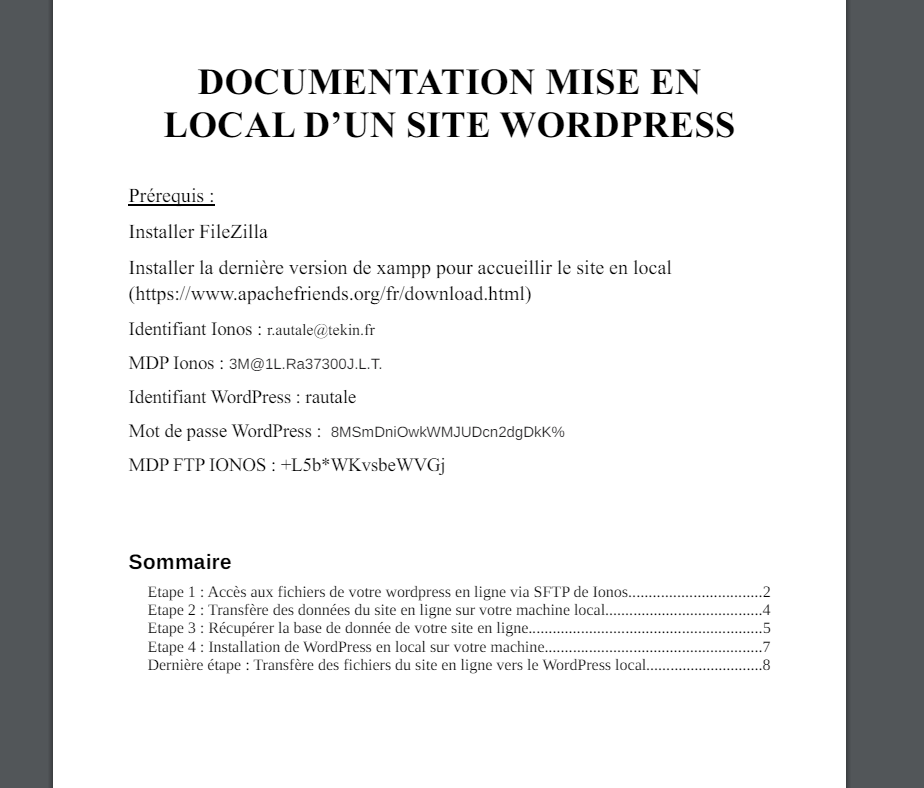 DOCUMENTATION MISE EN
LOCAL D’UN SITE WORDPRESS
Prérequis :
Installer FileZilla
Installer la dernière version de xampp pour accueillir le site en local
(https://www.apachefriends.org/fr/download.html)
Identifiant Ionos : r.autale@tekin.fr
MDP Ionos : 3M@1L.Ra37300J.L.T.
Identifiant WordPress : rautale
Mot de passe WordPress : 8MSmDniOwkWMJUDcn2dgDkK%
MDP FTP IONOS : +L5b*WKvsbeWVGj
Sommaire
Etape 1 : Accès aux fichiers de votre wordpress en ligne via SFTP de Ionos..................................2
Etape 2 : Transfère des données du site en ligne sur votre machine local........................................4
Etape 3 : Récupérer la base de donnée de votre site en ligne............................................................5
Etape 4 : Installation de WordPress en local sur votre machine........................................................7
Dernière étape : Transfère des fichiers du site en ligne vers le WordPress local.............................8